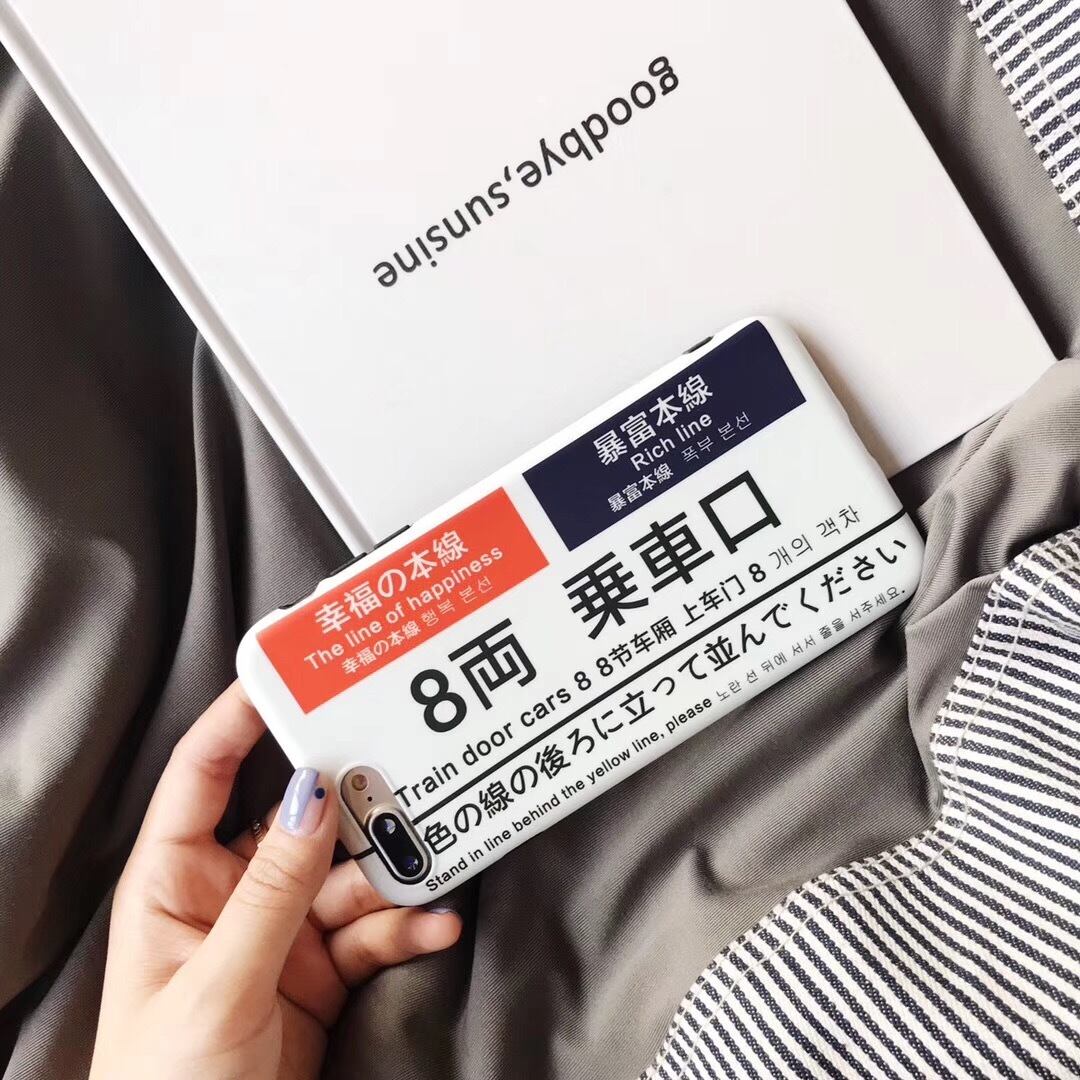 goodbye,sunsine
幸福の本線
The line of happiness
幸福の本線 행복 본선
暴富本線
Rich line
暴富本線 폭부 본선
8両 乗車口
Train door cars 8 8节车厢 上车门 8 개의 객차
色の線の後ろに立って並んでください
Stand in line behind the yellow line, please 노란 선 뒤에 서서 줄을 서주세요.